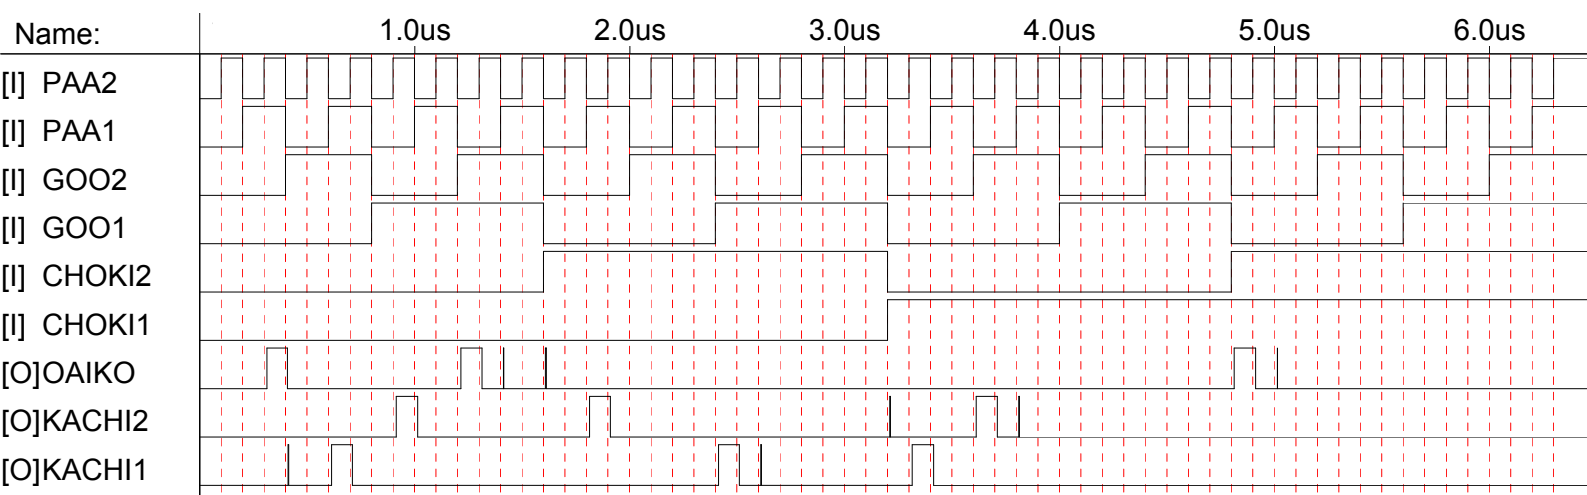 Name: 1.0us 2.0us 3.0us 4.0us 5.0us 6.0us
[I] PAA2
[I] PAA1
[I] GOO2
[I] GOO1
[I] CHOKI2
[I] CHOKI1
[O]OAIKO
[O]KACHI2
[O]KACHI1